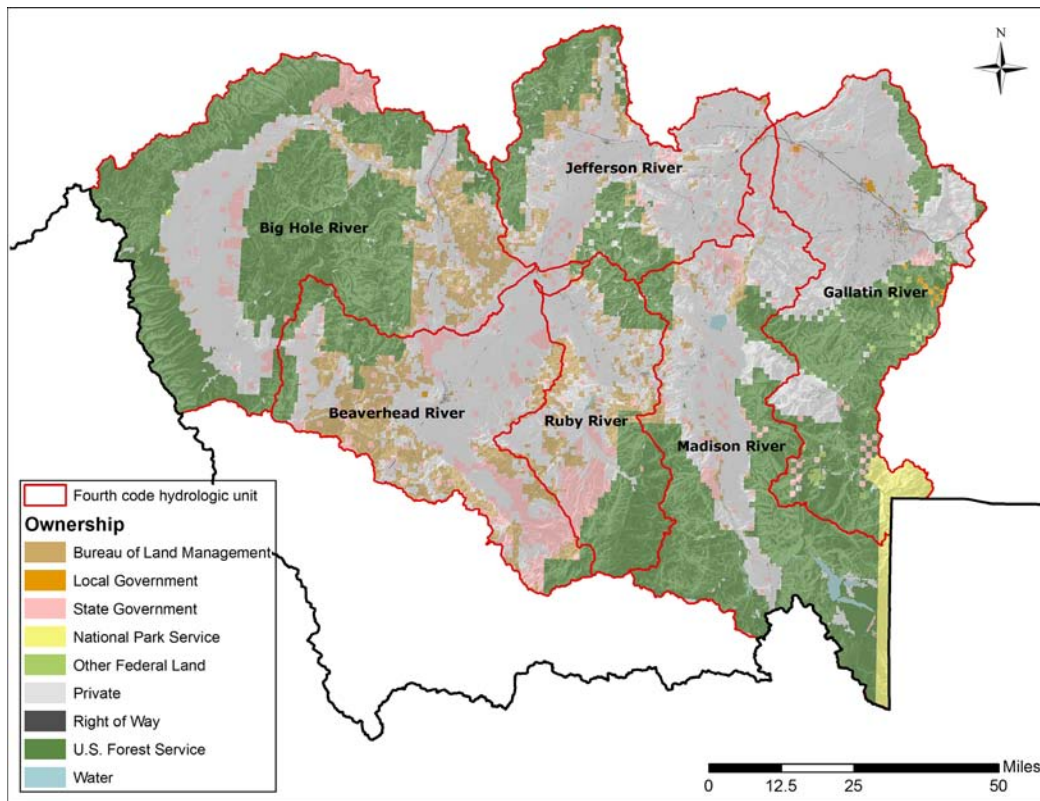 N
Jefferson River
Big Hole River
Gallatin River
Beaverhead River
Ruby River
Madison River
Fourth code hydrologic unit
Ownership
Bureau of Land Management
Local Government
State Government
National Park Service
Other Federal Land
Private
Right of Way
U.S. Forest Service
Water
Miles
0 12.5 25 50